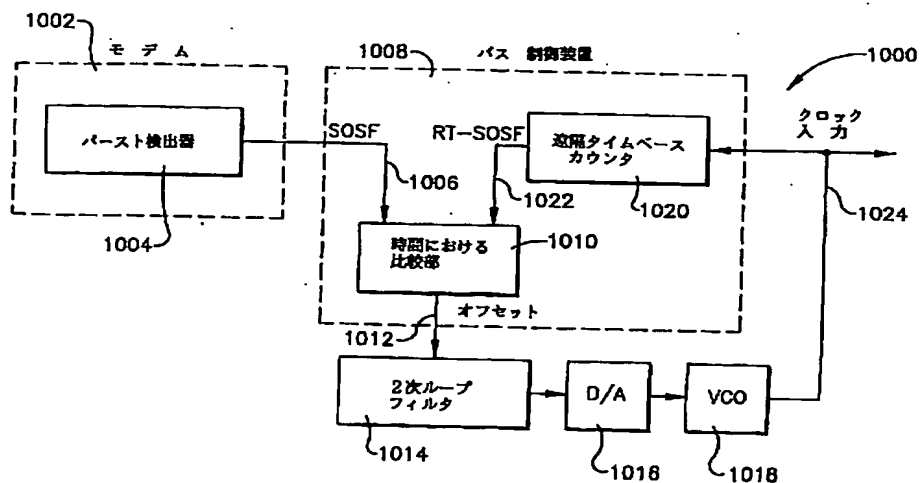 1002
モデム
1008
バス 制御装置
1000
バースト検出器
SOSF
RT-SOSF
遠隔タイムベース
カウンタ
クロック
入力
1006
1022
1020
1024
1004
時間における
比較部
1010
オフセット
1012
2次ループ
フィルタ
D/A
VCO
1014
1016
1018